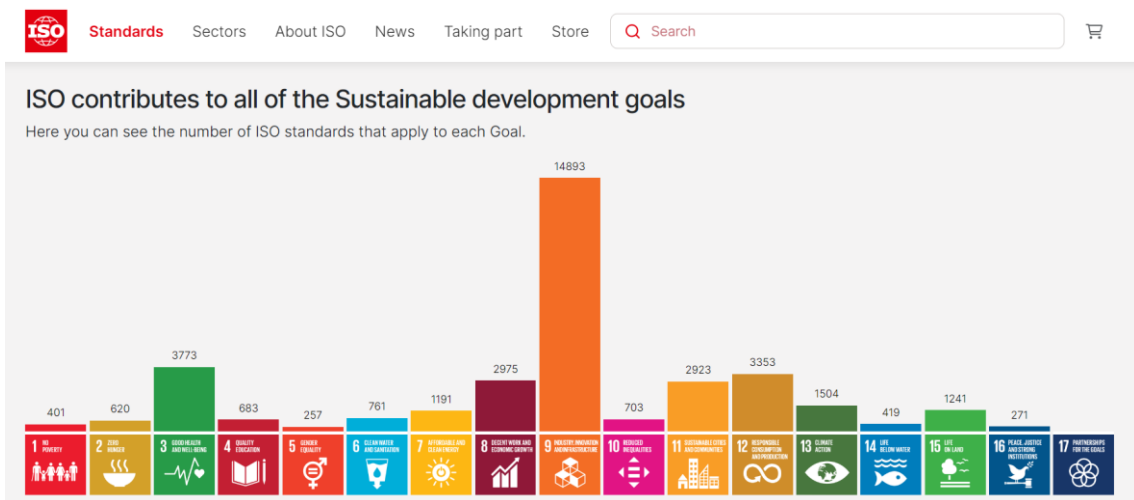 ISO
Standards
Sectors
About ISO
News
Taking part
Store
Search
ISO contributes to all of the Sustainable development goals
Here you can see the number of ISO standards that apply to each Goal.
401
620
3773
683
257
761
1191
2975
14893
703
2923
3353
1504
419
1241
271
1 NO
POVERTY
2 ZERO
HUNGER
3 GOOD HEALTH
AND WELL-BEING
4 QUALITY
EDUCATION
5 GENDER
EQUALITY
6 CLEAN WATER
AND SANITATION
7 AFFORDABLE AND
CLEAN ENERGY
8 DECENT WORK AND
ECONOMIC GROWTH
9 INDUSTRY, INNOVATION
AND INFRASTRUCTURE
10 REDUCED
INEQUALITIES
11 SUSTAINABLE CITIES
AND COMMUNITIES
12 RESPONSIBLE
CONSUMPTION
AND PRODUCTION
13 CLIMATE
ACTION
14 LIFE
BELOW WATER
15 LIFE
ON LAND
16 PEACE, JUSTICE
AND STRONG
INSTITUTIONS
17 PARTNERSHIPS
FOR THE GOALS